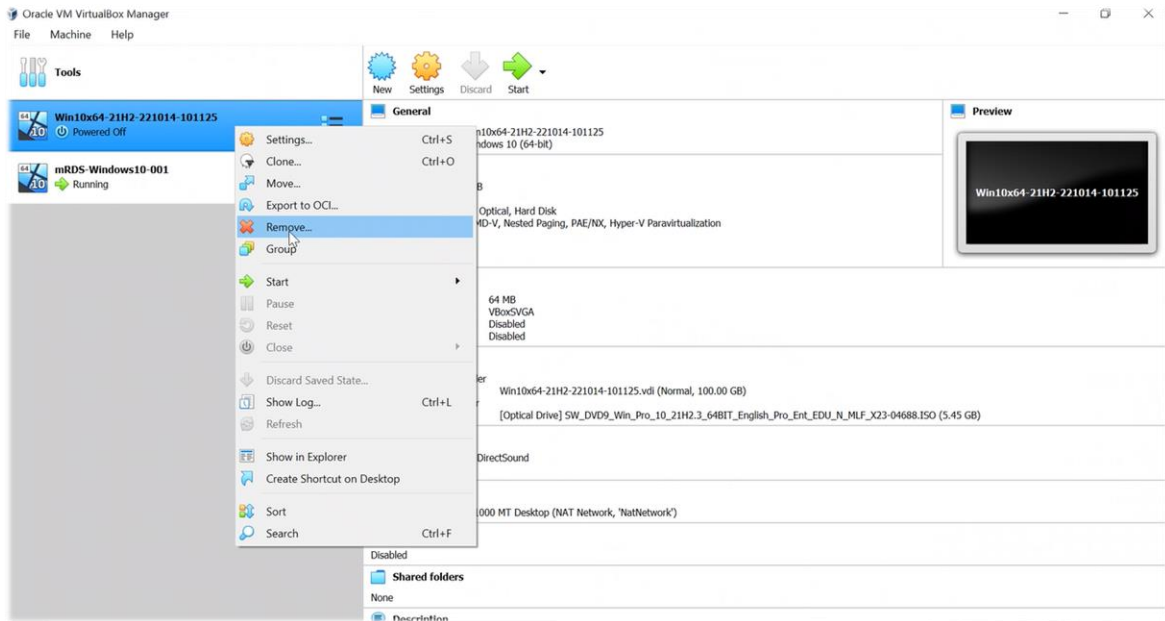 Oracle VM VirtualBox Manager
File Machine Help
Tools
New Settings Discard Start
Win10x64-21H2-221014-101125
Powered Off
mRDS-Windows10-001
Running
Settings... Ctrl+S
Clone... Ctrl+O
Move...
Export to OCI...
Remove...
Group
Start
Pause
Reset
Close
Discard Saved State...
Show Log... Ctrl+L
Refresh
Show in Explorer
Create Shortcut on Desktop
Sort
Search Ctrl+F
General
n10x64-21H2-221014-101125
ndows 10 (64-bit)
B
Optical, Hard Disk
MD-V, Nested Paging, PAE/NX, Hyper-V Paravirtualization
64 MB
VBoxSVGA
Disabled
Disabled
ler
Win10x64-21H2-221014-101125.vdi (Normal, 100.00 GB)
[Optical Drive] SW_DVD9_Win_Pro_10_21H2.3_64BIT_English_Pro_Ent_EDU_N_MLF_X23-04688.ISO (5.45 GB)
DirectSound
1000 MT Desktop (NAT Network, 'NatNetwork')
Disabled
Shared folders
None
Description
Preview
Win10x64-21H2-221014-101125